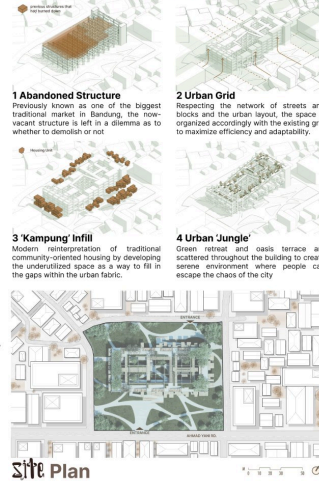 previous structures that
had burned down
1 Abandoned Structure
Previously known as one of the biggest
traditional market in Bandung, the now-
vacant structure is left in a dilemma as to
whether to demolish or not
2 Urban Grid
Respecting the network of streets an
blocks and the urban layout, the space
organized accordingly with the existing gr
to maximize efficiency and adaptability.
Housing unit
3 ‘Kampung’ Infill
Modern reinterpretation of traditional
community-oriented housing by developing
the underutilized space as a way to fill in
the gaps within the urban fabric.
4 Urban ‘Jungle’
Green retreat and oasis terrace ar
scattered throughout the building to creat
serene environment where people ca
escape the chaos of the city
ENTRANCE
ENTRANCE
AHMAD YANI RD.
Site Plan